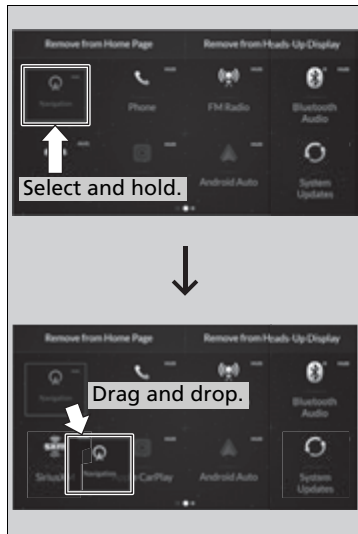 Remove from Home Page Remove from Heads-Up Display
Navigation Phone FM Radio Bluetooth
Audio
Select and hold.
Android Auto System
Updates
Remove from Home Page Remove from Heads-Up Display
Navigation
Drag and drop.
Bluetooth
Audio
Navigation CarPlay Android Auto System
Updates